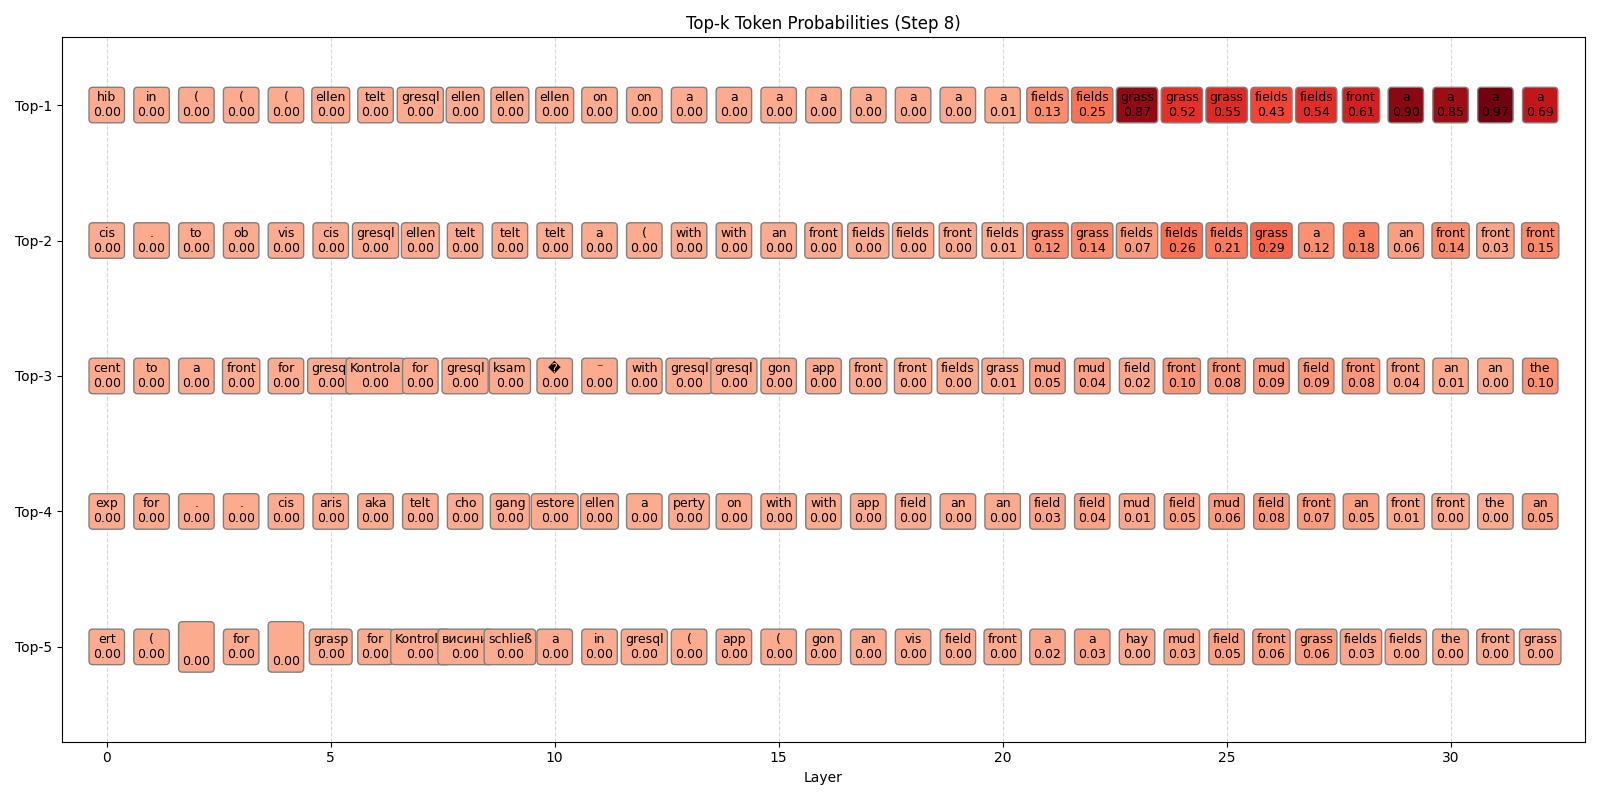 Top-k Token Probabilities (Step 8)
Top-1
hib in ( ( ( ellen telt gresql ellen ellen ellen on on a a a a a a a a fields fields grass grass grass fields fields front a a a a
0.00 0.00 0.00 0.00 0.00 0.00 0.00 0.00 0.00 0.00 0.00 0.00 0.00 0.00 0.00 0.00 0.00 0.00 0.00 0.00 0.01 0.13 0.25 0.87 0.52 0.55 0.43 0.54 0.61 0.90 0.85 0.97 0.69
Top-2
cis . to ob vis cis gresql ellen telt telt telt a ( with with an front fields fields front fields grass grass fields fields fields grass a a an front front front
0.00 0.00 0.00 0.00 0.00 0.00 0.00 0.00 0.00 0.00 0.00 0.00 0.00 0.00 0.00 0.00 0.00 0.00 0.00 0.00 0.01 0.12 0.14 0.07 0.26 0.21 0.29 0.12 0.18 0.06 0.14 0.03 0.15
Top-3
cent to a front for gresq Kontrola for gresql ksam � with gresql gresql gon app front front fields grass mud mud field front front mud field front front an an the
0.00 0.00 0.00 0.00 0.00 0.00 0.00 0.00 0.00 0.00 0.00 0.00 0.00 0.00 0.00 0.00 0.00 0.00 0.00 0.00 0.01 0.05 0.04 0.02 0.10 0.08 0.09 0.09 0.08 0.04 0.01 0.00 0.10
Top-4
exp for . . cis aris aka telt cho gang estore ellen a perty on with with app field an an field field mud field mud field front an front front the an
0.00 0.00 0.00 0.00 0.00 0.00 0.00 0.00 0.00 0.00 0.00 0.00 0.00 0.00 0.00 0.00 0.00 0.00 0.00 0.00 0.00 0.03 0.04 0.01 0.05 0.06 0.08 0.07 0.05 0.01 0.00 0.00 0.05
Top-5
ert ( for grasp for Kontrol висини schließ a in gresql ( app ( gon an vis field front a a hay mud field front grass fields fields the front grass
0.00 0.00 0.00 0.00 0.00 0.00 0.00 0.00 0.00 0.00 0.00 0.00 0.00 0.00 0.00 0.00 0.00 0.00 0.00 0.00 0.00 0.02 0.03 0.00 0.03 0.05 0.06 0.06 0.03 0.00 0.00 0.00 0.00
0 5 10 15 20 25 30
Layer